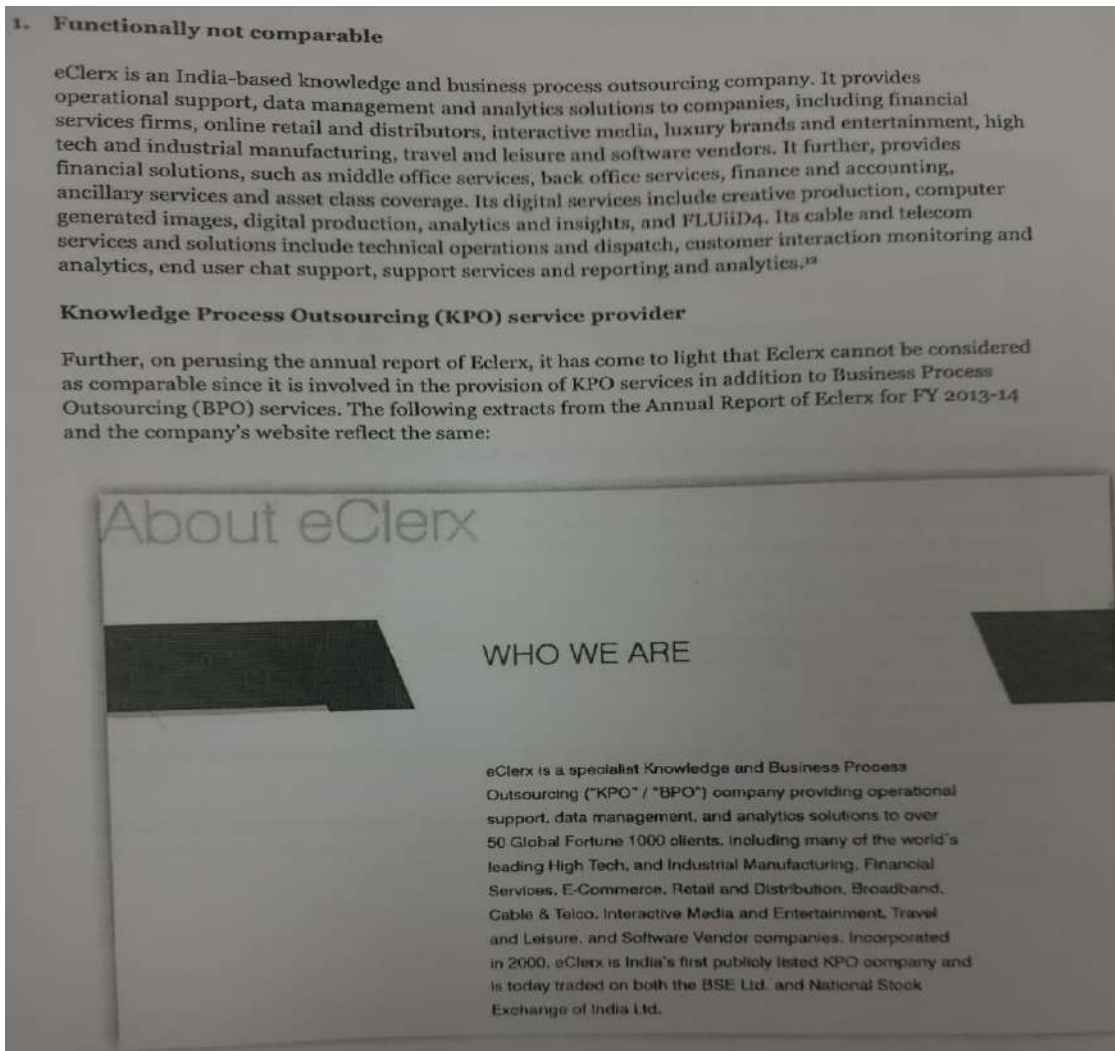 1. Functionally not comparable
eClerx is an India-based knowledge and business process outsourcing company. It provides
operational support, data management and analytics solutions to companies, including financial
services firms, online retail and distributors, interactive media, luxury brands and entertainment, high
tech and industrial manufacturing, travel and leisure and software vendors. It further, provides
financial solutions, such as middle office services, back office services, finance and accounting,
ancillary services and asset class coverage. Its digital services include creative production, computer
generated images, digital production, analytics and insights, and FLUiiD4. Its cable and telecom
services and solutions include technical operations and dispatch, customer interaction monitoring and
analytics, end user chat support, support services and reporting and analytics.¹²
Knowledge Process Outsourcing (KPO) service provider
Further, on perusing the annual report of Eclerx, it has come to light that Eclerx cannot be considered
as comparable since it is involved in the provision of KPO services in addition to Business Process
Outsourcing (BPO) services. The following extracts from the Annual Report of Eclerx for FY 2013-14
and the company's website reflect the same:
About eClerx
WHO WE ARE
eClerx is a specialist Knowledge and Business Process
Outsourcing ("KPO" / "BPO") company providing operational
support, data management, and analytics solutions to over
50 Global Fortune 1000 clients, including many of the world's
leading High Tech, and Industrial Manufacturing, Financial
Services, E-Commerce, Retail and Distribution, Broadband,
Cable & Telco, Interactive Media and Entertainment, Travel
and Leisure, and Software Vendor companies. Incorporated
in 2000, eClerx is India's first publicly listed KPO company and
is today traded on both the BSE Ltd. and National Stock
Exchange of India Ltd.